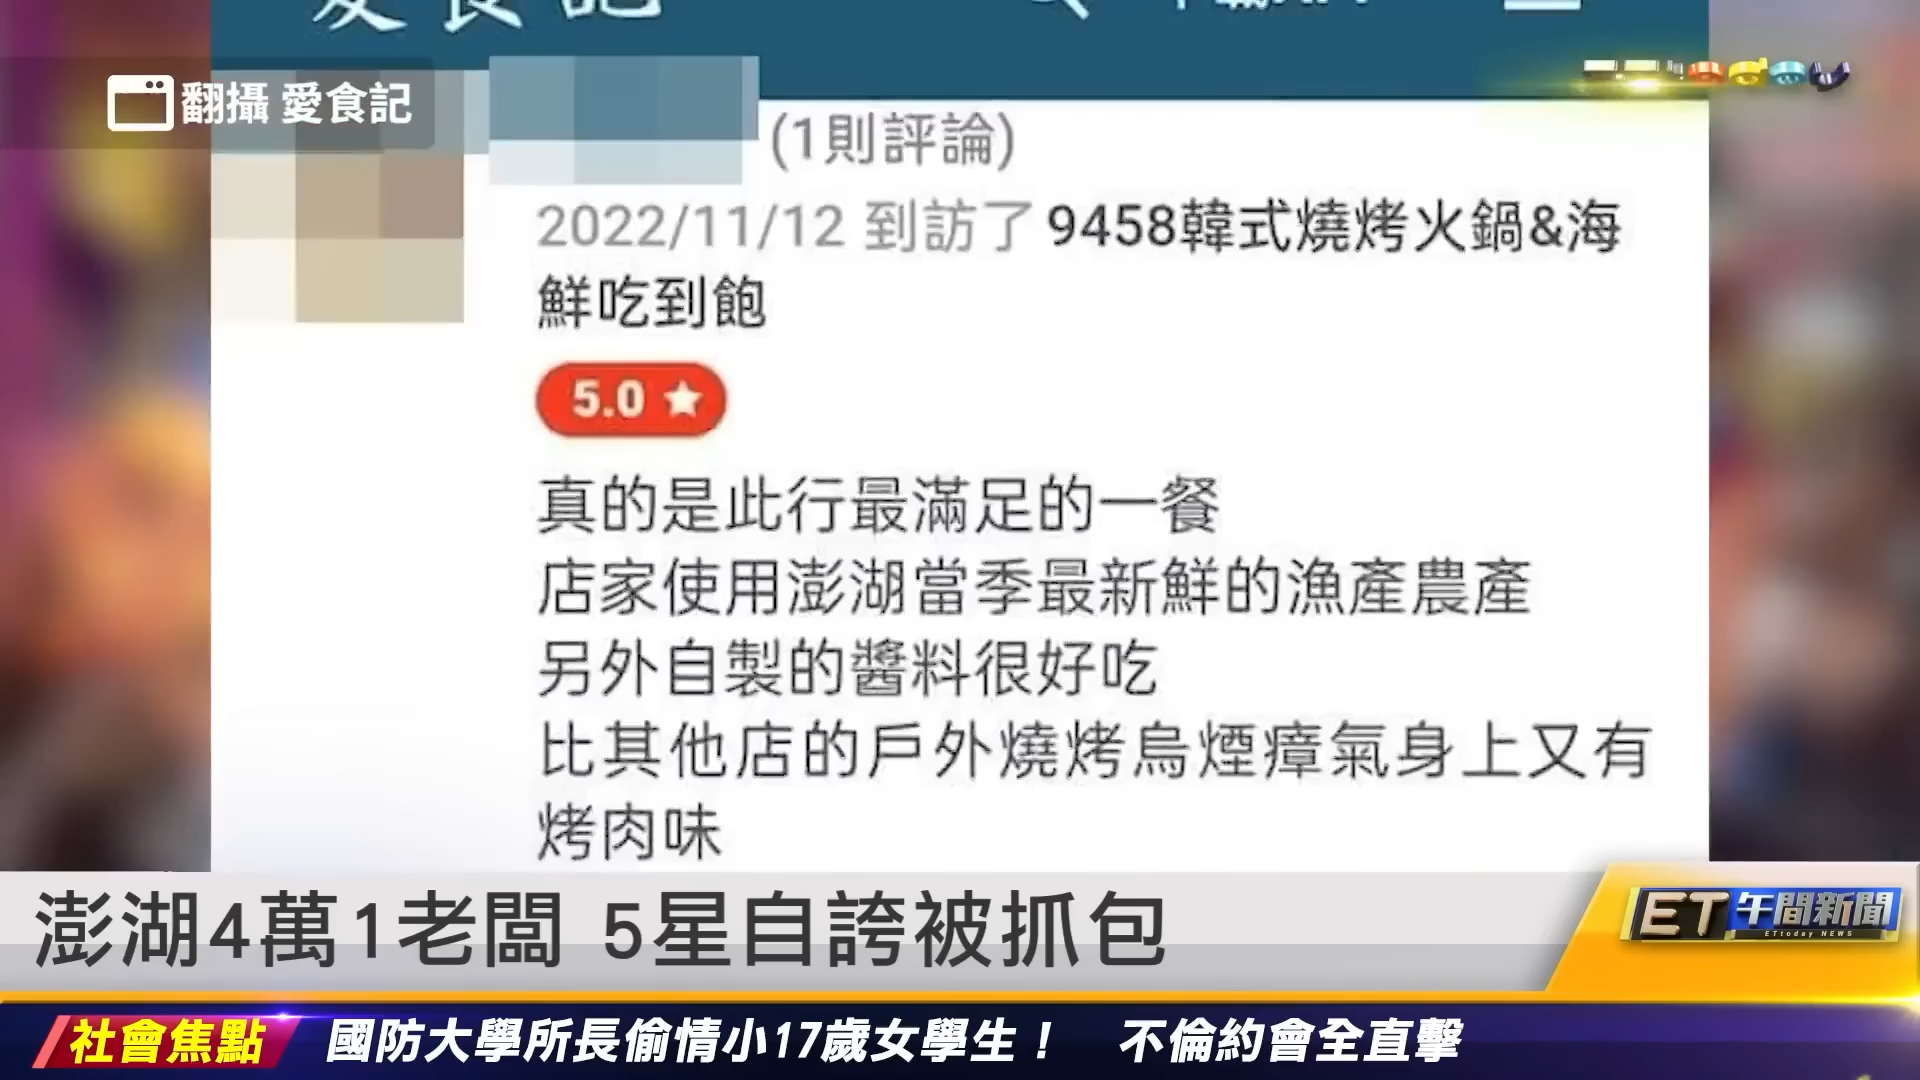 愛食記
翻攝 愛食記
(1則評論)
2022/11/12 到訪了 9458韓式燒烤火鍋&海
鮮吃到飽
5.0 ★
真的是此行最滿足的一餐
店家使用澎湖當季最新鮮的漁產農產
另外自製的醬料很好吃
比其他店的戶外燒烤烏煙瘴氣身上又有
烤肉味
澎湖4萬1老闆 5星自誇被抓包
ET午間新聞
ETtoday NEWS
社會焦點
國防大學所長偷情小17歲女學生！ 不倫約會全直擊